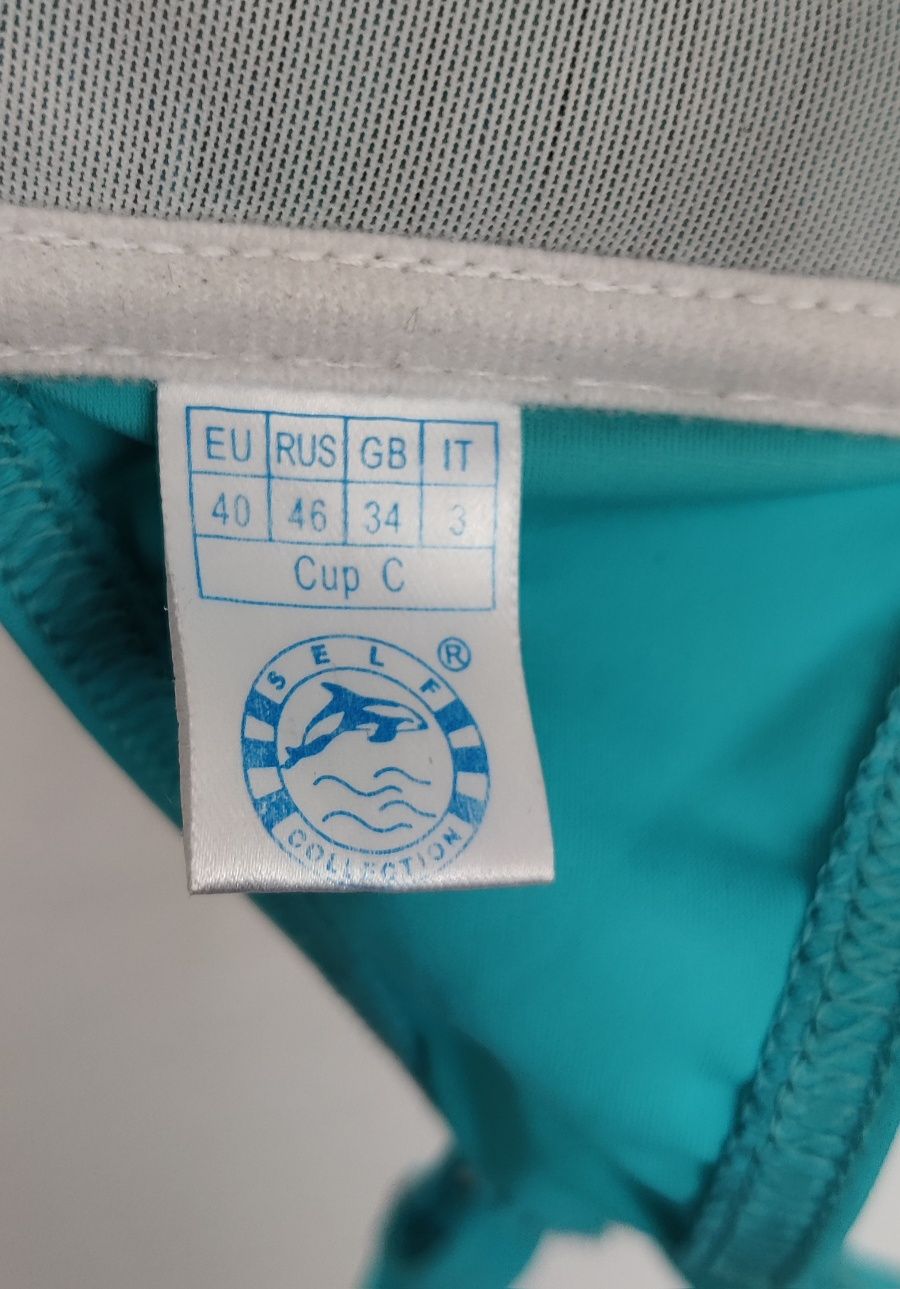 EU RUS GB IT
40 46 34 3
Cup C
SELF ®
COLLECTION